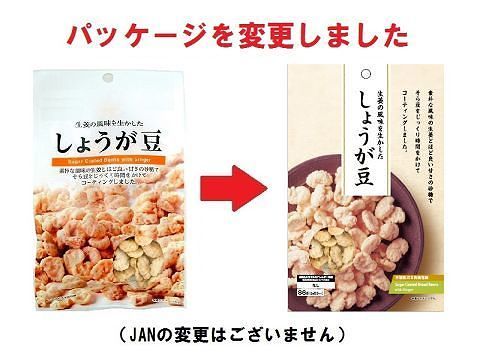 パッケージを変更しました
生姜の風味を生かした
しょうが豆
Sugar Coated Beans with Ginger
素朴な風味の生姜とほど良い甘さの砂糖で
そら豆をじっくり時間をかけて
コーティングしました。
素朴な風味の生姜とほど良い甘さの砂糖で
そら豆をじっくり時間をかけて
コーティングしました。
生姜の風味を生かした
しょうが豆
Sugar Coated Broad Beans
with Ginger
（JANの変更はございません）